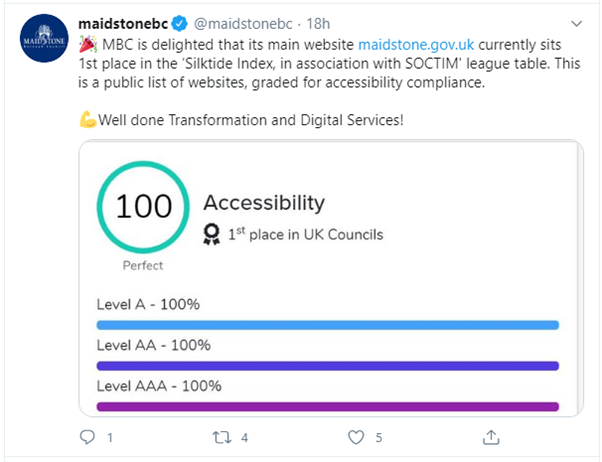 maidstonebc @maidstonebc · 18h
🎉 MBC is delighted that its main website maidstone.gov.uk currently sits
1st place in the 'Silktide Index, in association with SOCTIM' league table. This
is a public list of websites, graded for accessibility compliance.
💪Well done Transformation and Digital Services!
MAIDSTONE
100
Perfect
Accessibility
1st place in UK Councils
Level A - 100%
Level AA - 100%
Level AAA - 100%
1 4 5